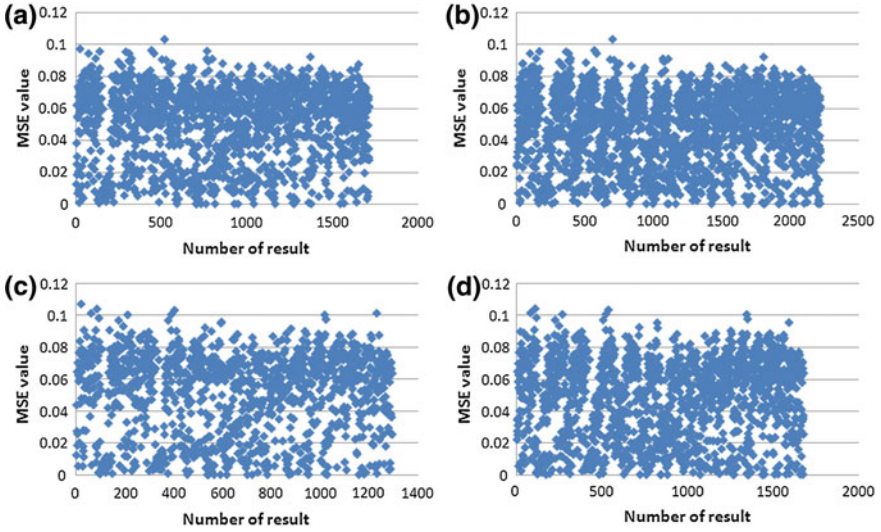 (a)
0.12
0.1
0.08
0.06
0.04
0.02
0
MSE value
0 500 1000 1500 2000
Number of result
(b)
0.12
0.1
0.08
0.06
0.04
0.02
0
MSE value
0 500 1000 1500 2000 2500
Number of result
(c)
0.12
0.1
0.08
0.06
0.04
0.02
0
MSE value
0 200 400 600 800 1000 1200 1400
Number of result
(d)
0.12
0.1
0.08
0.06
0.04
0.02
0
MSE value
0 500 1000 1500 2000
Number of result